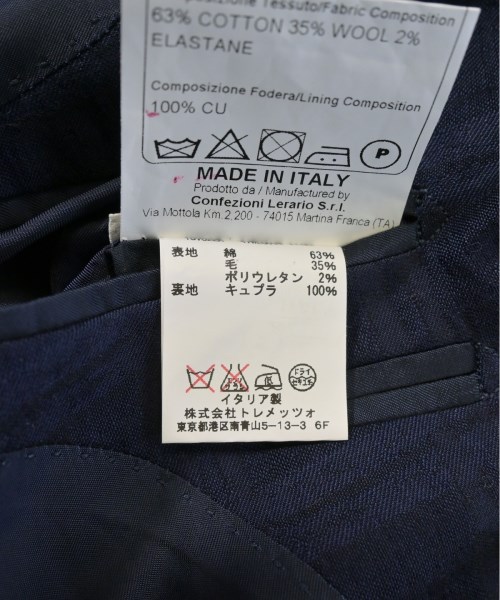 Composizione Tessuto/Fabric Composition
63% COTTON 35% WOOL 2%
ELASTANE
Composizione Fodera/Lining Composition
100% CU
P
MADE IN ITALY
Prodotto da / Manufactured by
Confezioni Lerario S.r.l.
Via Mottola Km.2,200 - 74015 Martina Franca (TA)
表地 綿 63%
毛 35%
ポリウレタン 2%
裏地 キュプラ 100%
ドライ
イタリア製
株式会社トレメッツォ
東京都港区南青山5-13-3 6F